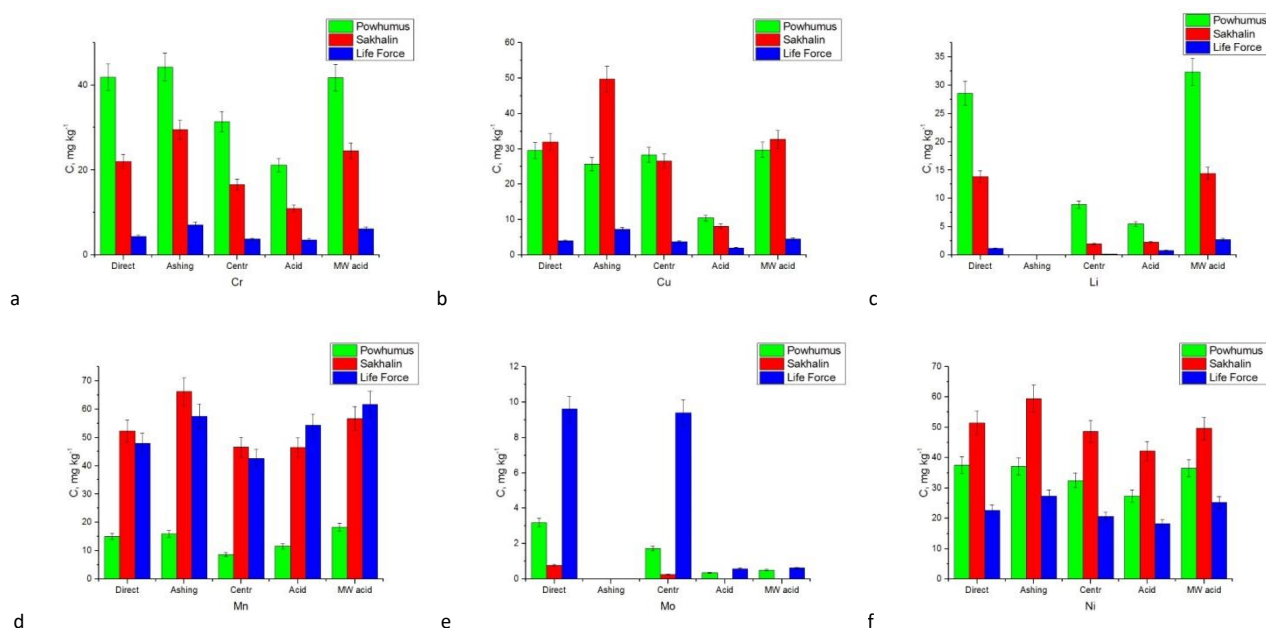 Powhumus
Sakhalin
Life Force
C, mg kg-1
40
20
0
Direct
Ashing
Centr
Acid
MW acid
Cr
a
Powhumus
Sakhalin
Life Force
C, mg kg-1
60
50
40
30
20
10
0
Direct
Ashing
Centr
Acid
MW acid
Cu
b
Powhumus
Sakhalin
Life Force
C, mg kg-1
35
30
25
20
15
10
5
0
Direct
Ashing
Centr
Acid
MW acid
Li
c
Powhumus
Sakhalin
Life Force
C, mg kg-1
70
60
50
40
30
20
10
0
Direct
Ashing
Centr
Acid
MW acid
Mn
d
Powhumus
Sakhalin
Life Force
C, mg kg-1
12
10
8
6
4
2
0
Direct
Ashing
Centr
Acid
MW acid
Mo
e
Powhumus
Sakhalin
Life Force
C, mg kg-1
70
60
50
40
30
20
10
0
Direct
Ashing
Centr
Acid
MW acid
Ni
f